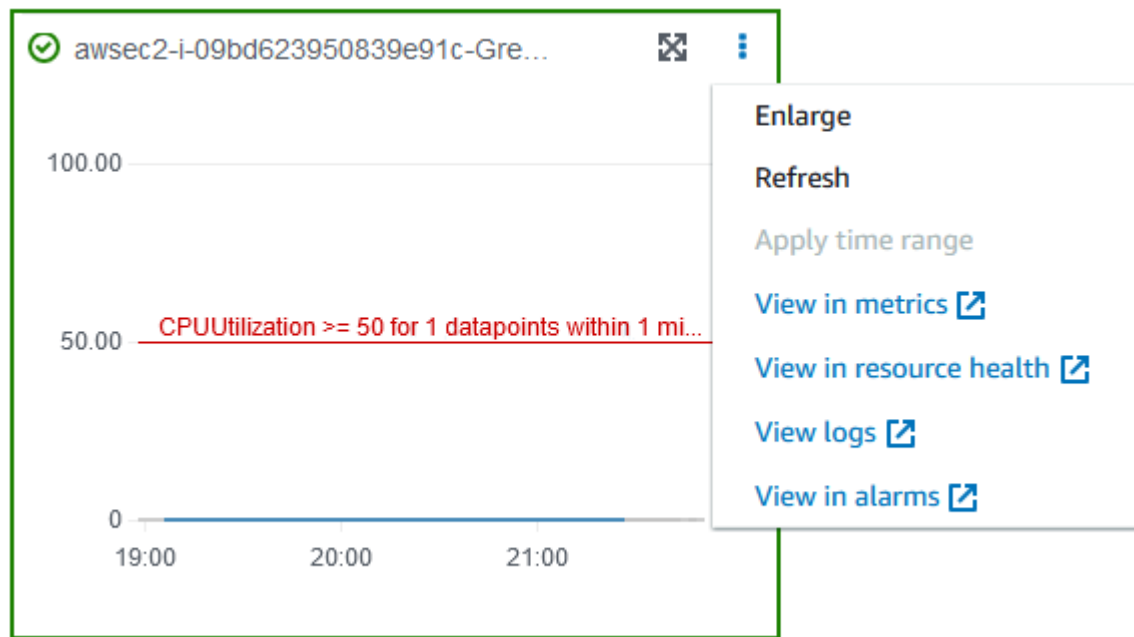 awsec2-i-09bd623950839e91c-Gre...
Enlarge
Refresh
Apply time range
View in metrics
View in resource health
View logs
View in alarms
100.00
CPUUtilization >= 50 for 1 datapoints within 1 mi...
50.00
0
19:00 20:00 21:00